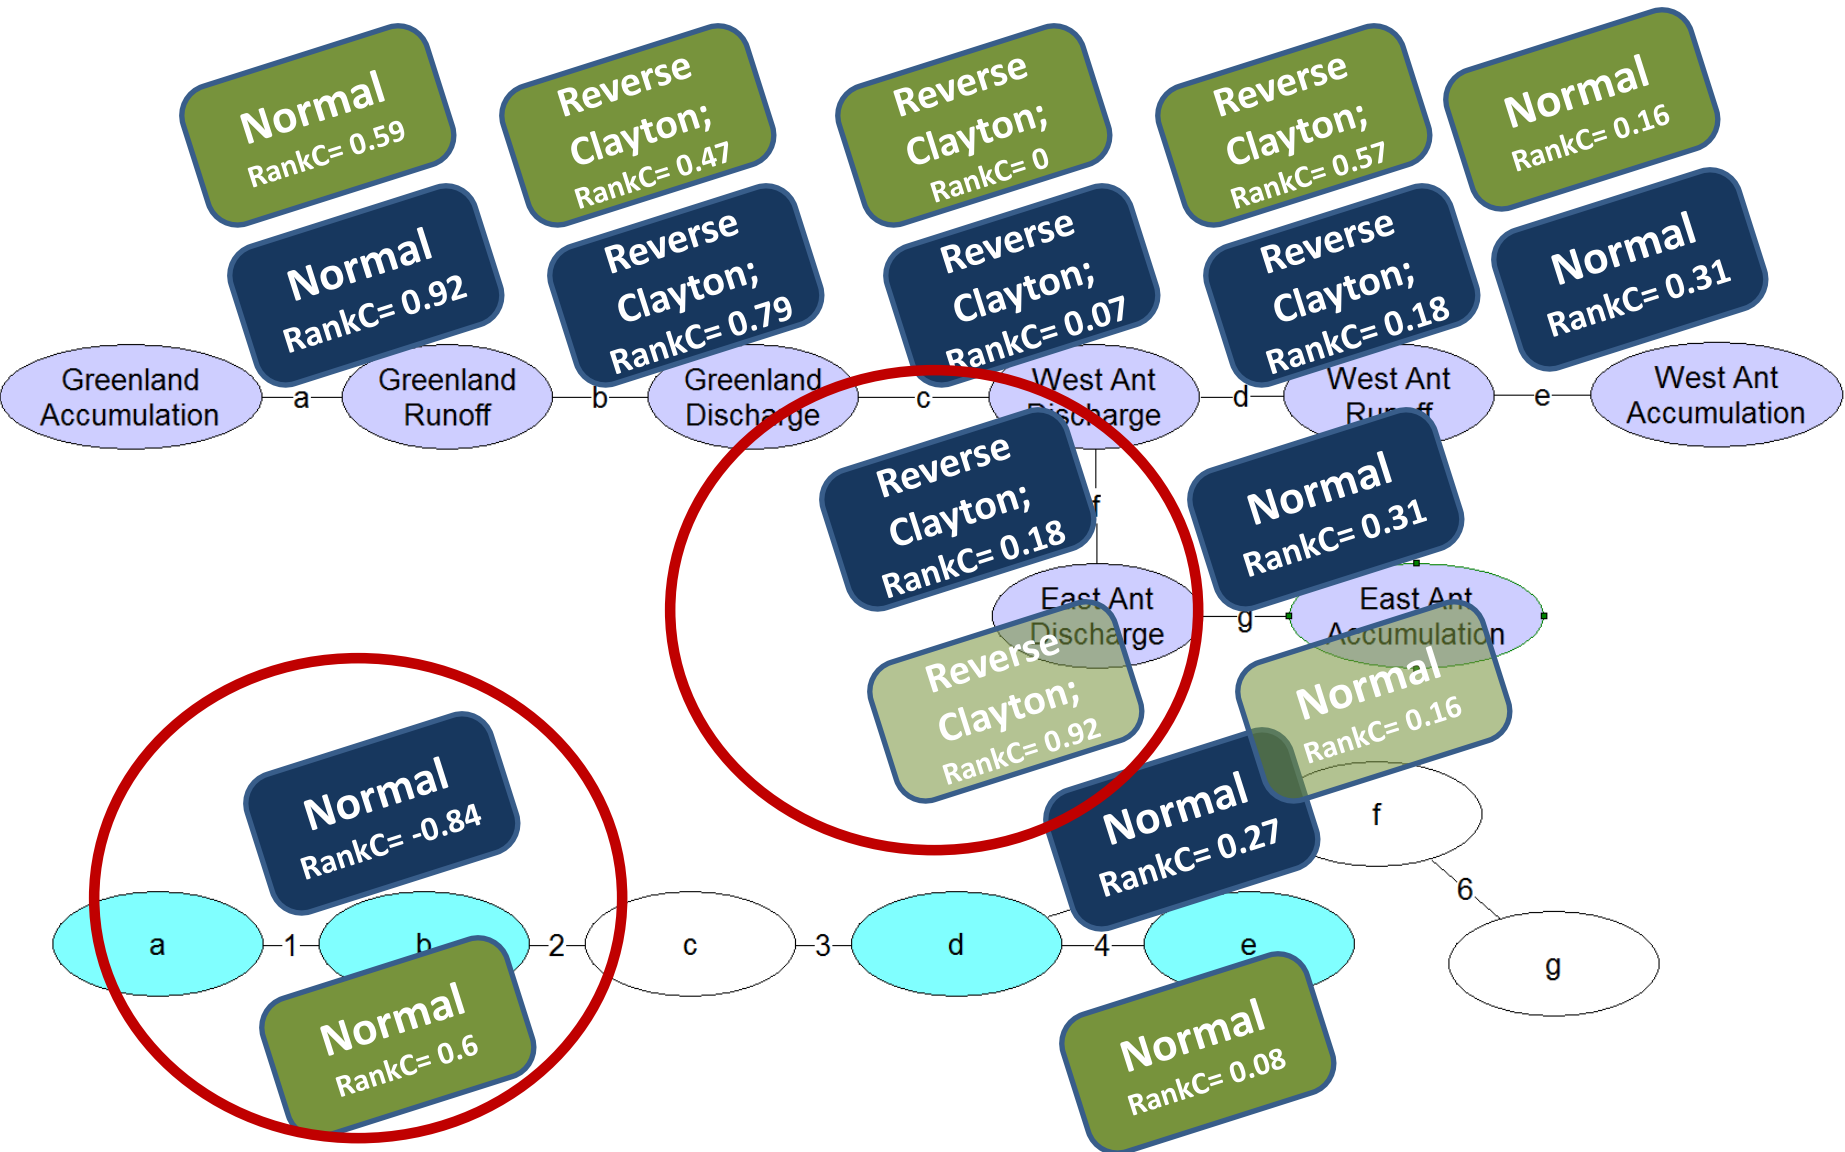 Normal
RankC= 0.59
Reverse
Clayton;
RankC= 0.47
Reverse
Clayton;
RankC= 0
Reverse
Clayton;
RankC= 0.57
Normal
RankC= 0.16
Normal
RankC= 0.92
Reverse
Clayton;
RankC= 0.79
Reverse
Clayton;
RankC= 0.07
Reverse
Clayton;
RankC= 0.18
Normal
RankC= 0.31
Greenland
Accumulation
a
Greenland
Runoff
b
Greenland
Discharge
c
West Ant
Discharge
d
West Ant
Runoff
e
West Ant
Accumulation
Reverse
Clayton;
RankC= 0.18
f
Normal
RankC= 0.31
East Ant
Discharge
g
East Ant
Accumulation
Reverse
Clayton;
RankC= 0.92
Normal
RankC= 0.16
Normal
RankC= -0.84
Normal
RankC= 0.27
f
6
g
a
1
b
2
c
3
d
4
e
Normal
RankC= 0.6
Normal
RankC= 0.08